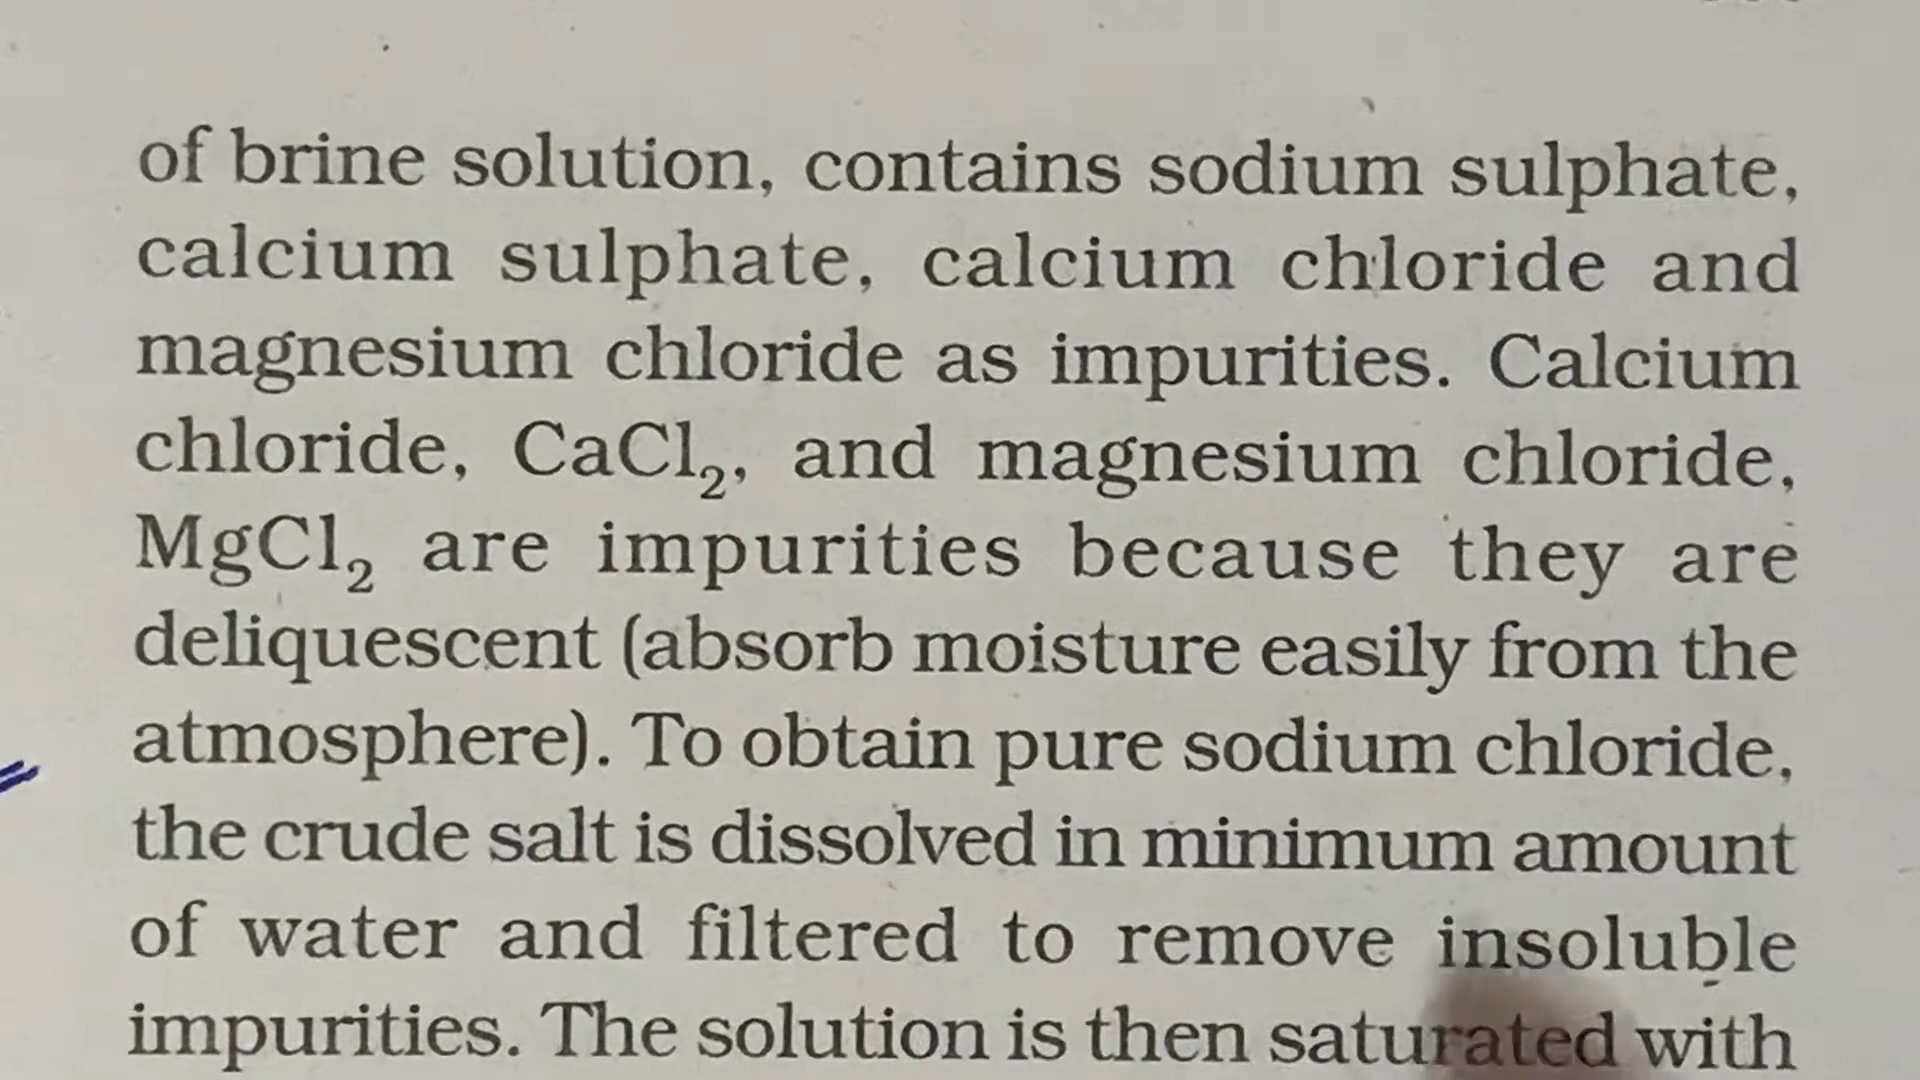 of brine solution, contains sodium sulphate,
calcium sulphate, calcium chloride and
magnesium chloride as impurities. Calcium
chloride, CaCl₂, and magnesium chloride,
MgCl₂ are impurities because they are
deliquescent (absorb moisture easily from the
atmosphere). To obtain pure sodium chloride,
the crude salt is dissolved in minimum amount
of water and filtered to remove insoluble
impurities. The solution is then saturated with